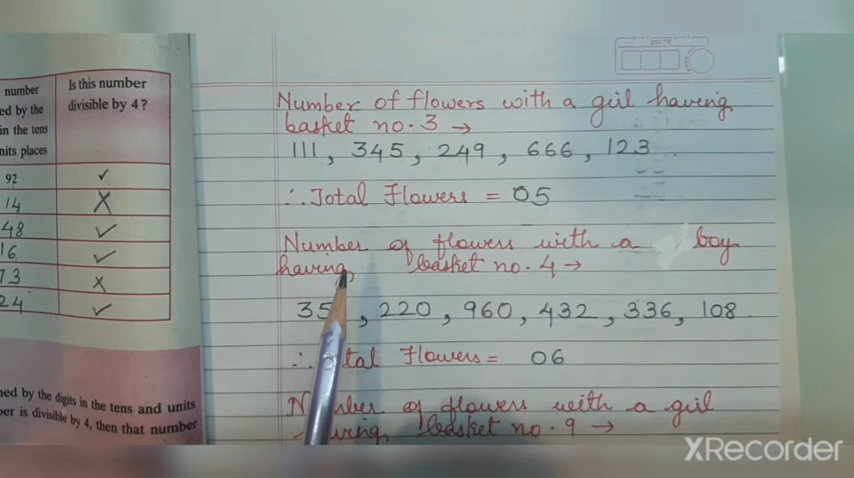 DATE
number
ed by the
in the tens
nits places
Is this number
divisible by 4 ?
92 ✓
14 X
48 ✓
16 ✓
73 X
24 ✓
ned by the digits in the tens and units
ber is divisible by 4, then that number
Number of flowers with a girl having
basket no. 3 →
111, 345, 249, 666, 123
∴ Total Flowers = 05
Number of flowers with a boy
having basket no. 4 →
, 220, 960, 432, 336, 108
Flowers = 06
Number of flowers with a girl
basket no. 9 →
XRecorder